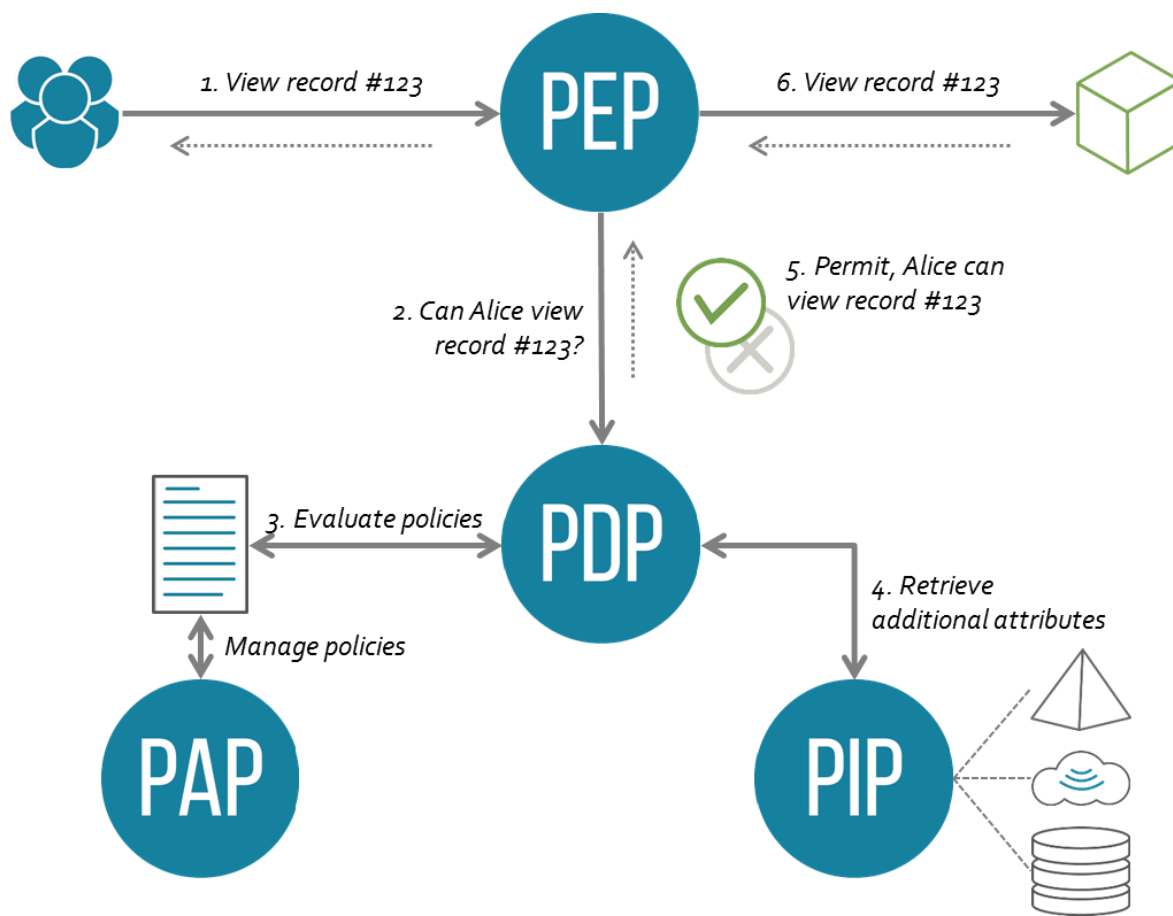 1. View record #123
PEP
6. View record #123
2. Can Alice view
record #123?
5. Permit, Alice can
view record #123
3. Evaluate policies
PDP
4. Retrieve
additional attributes
Manage policies
PAP
PIP